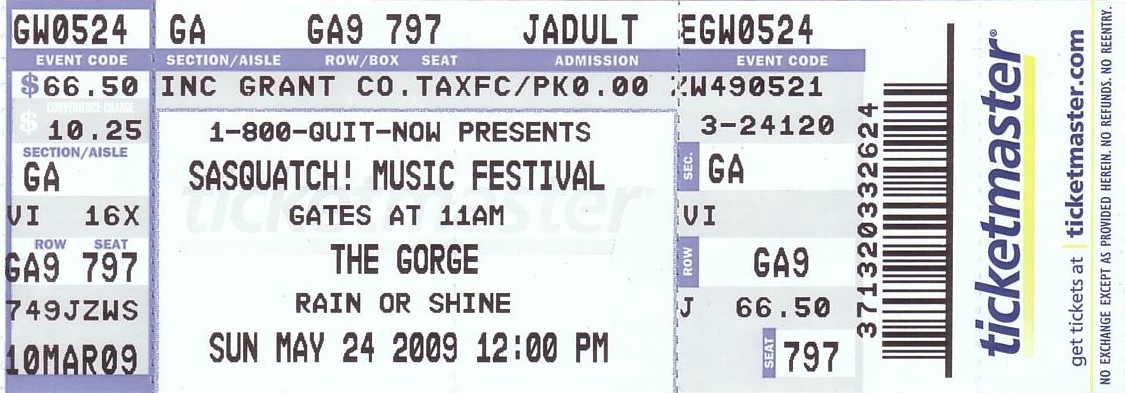 GW0524 GA GA9 797 JADULT EGW0524
EVENT CODE SECTION/AISLE ROW/BOX SEAT ADMISSION EVENT CODE
$66.50 INC GRANT CO.TAXFC/PK0.00 W490521
CONVENIENCE CHARGE
$ 10.25
SECTION/AISLE
GA
VI 16X
ROW SEAT
GA9 797
749JZWS
10MAR09
1-800-QUIT-NOW PRESENTS
SASQUATCH! MUSIC FESTIVAL
ticketmaster
GATES AT 11AM
THE GORGE
RAIN OR SHINE
SUN MAY 24 2009 12:00 PM
3-24120
SEC. GA
VI
ROW GA9
J 66.50
SEAT 797
371320332624
ticketmaster®
get tickets at | ticketmaster.com
NO EXCHANGE EXCEPT AS PROVIDED HEREIN. NO REFUNDS. NO REENTRY.